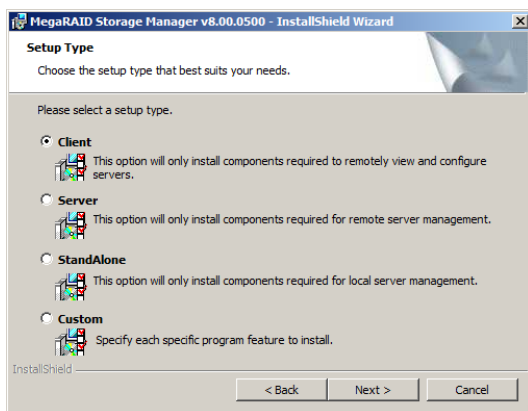 MegaRAID Storage Manager v8.00.0500 - InstallShield Wizard
Setup Type
Choose the setup type that best suits your needs.
Please select a setup type.
Client
This option will only install components required to remotely view and configure
servers.
Server
This option will only install components required for remote server management.
StandAlone
This option will only install components required for local server management.
Custom
Specify each specific program feature to install.
InstallShield
< Back Next > Cancel